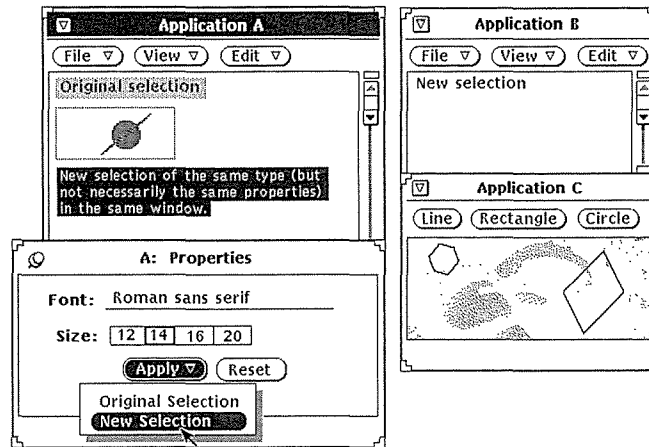 Application A
File View Edit
Original selection
New selection of the same type (but
not necessarily the same properties)
in the same window.
A: Properties
Font: Roman sans serif
Size: 12 14 16 20
Apply Reset
Original Selection
New Selection
Application B
File View Edit
New selection
Application C
Line Rectangle Circle